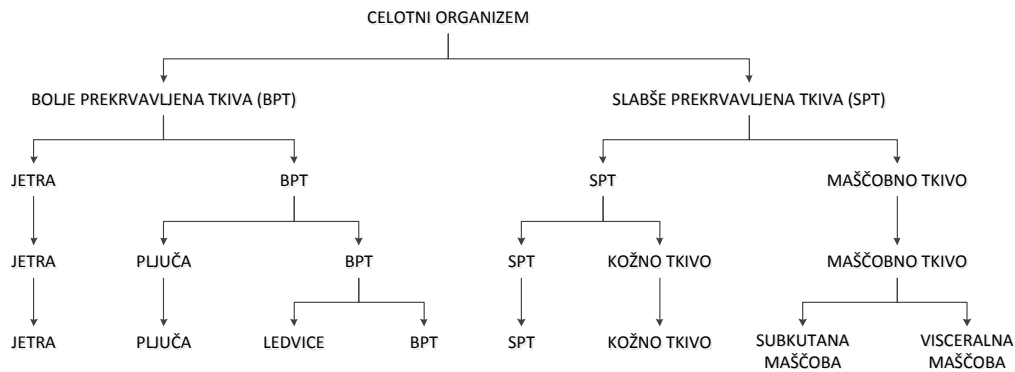 CELOTNI ORGANIZEM
BOLJE PREKRVAVLJENA TKIVA (BPT)
SLABŠE PREKRVAVLJENA TKIVA (SPT)
JETRA
BPT
SPT
MAŠČOBNO TKIVO
JETRA
PLJUČA
BPT
SPT
KOŽNO TKIVO
MAŠČOBNO TKIVO
JETRA
PLJUČA
LEDVICE
BPT
SPT
KOŽNO TKIVO
SUBKUTANA
MAŠČOBA
VISCERALNA
MAŠČOBA